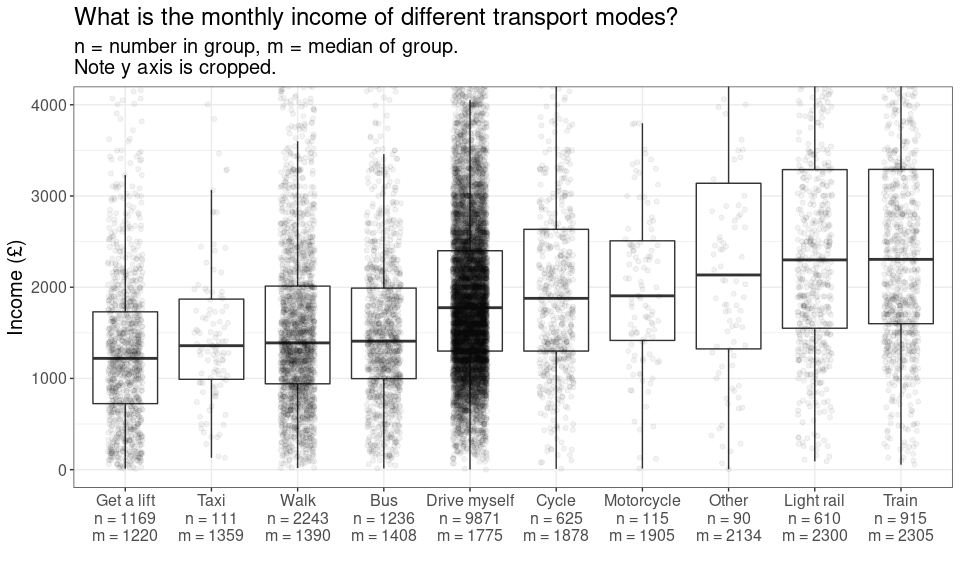 What is the monthly income of different transport modes?
n = number in group, m = median of group.
Note y axis is cropped.
Income (£)
4000
3000
2000
1000
0
Get a lift Taxi Walk Bus Drive myself Cycle Motorcycle Other Light rail Train
n = 1169 n = 111 n = 2243 n = 1236 n = 9871 n = 625 n = 115 n = 90 n = 610 n = 915
m = 1220 m = 1359 m = 1390 m = 1408 m = 1775 m = 1878 m = 1905 m = 2134 m = 2300 m = 2305